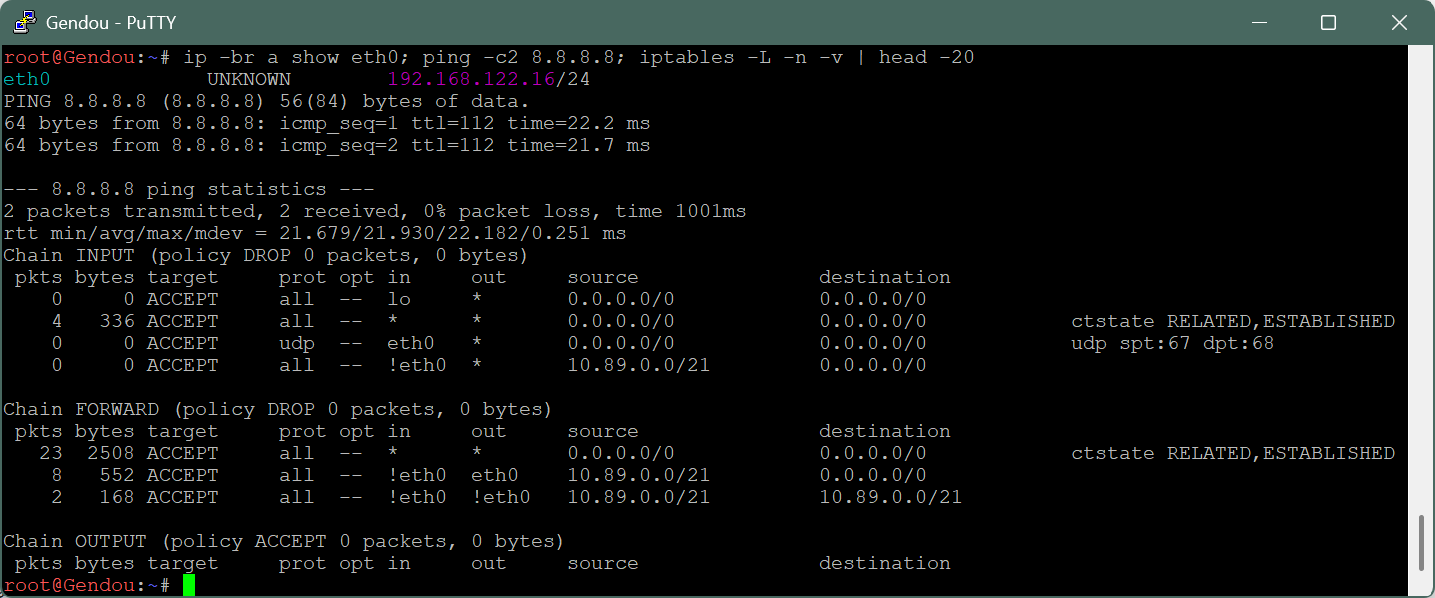 Gendou - PuTTY
root@Gendou:~# ip -br a show eth0; ping -c2 8.8.8.8; iptables -L -n -v | head -20
eth0             UNKNOWN        192.168.122.16/24
PING 8.8.8.8 (8.8.8.8) 56(84) bytes of data.
64 bytes from 8.8.8.8: icmp_seq=1 ttl=112 time=22.2 ms
64 bytes from 8.8.8.8: icmp_seq=2 ttl=112 time=21.7 ms

--- 8.8.8.8 ping statistics ---
2 packets transmitted, 2 received, 0% packet loss, time 1001ms
rtt min/avg/max/mdev = 21.679/21.930/22.182/0.251 ms
Chain INPUT (policy DROP 0 packets, 0 bytes)
 pkts bytes target     prot opt in     out     source               destination
    0     0 ACCEPT     all  --  lo     *       0.0.0.0/0            0.0.0.0/0
    4   336 ACCEPT     all  --  *      *       0.0.0.0/0            0.0.0.0/0            ctstate RELATED,ESTABLISHED
    0     0 ACCEPT     udp  --  eth0   *       0.0.0.0/0            0.0.0.0/0            udp spt:67 dpt:68
    0     0 ACCEPT     all  --  !eth0  *       10.89.0.0/21         0.0.0.0/0

Chain FORWARD (policy DROP 0 packets, 0 bytes)
 pkts bytes target     prot opt in     out     source               destination
   23  2508 ACCEPT     all  --  *      *       0.0.0.0/0            0.0.0.0/0            ctstate RELATED,ESTABLISHED
    8   552 ACCEPT     all  --  !eth0  eth0    10.89.0.0/21         0.0.0.0/0
    2   168 ACCEPT     all  --  !eth0  !eth0   10.89.0.0/21         10.89.0.0/21

Chain OUTPUT (policy ACCEPT 0 packets, 0 bytes)
 pkts bytes target     prot opt in     out     source               destination
root@Gendou:~#